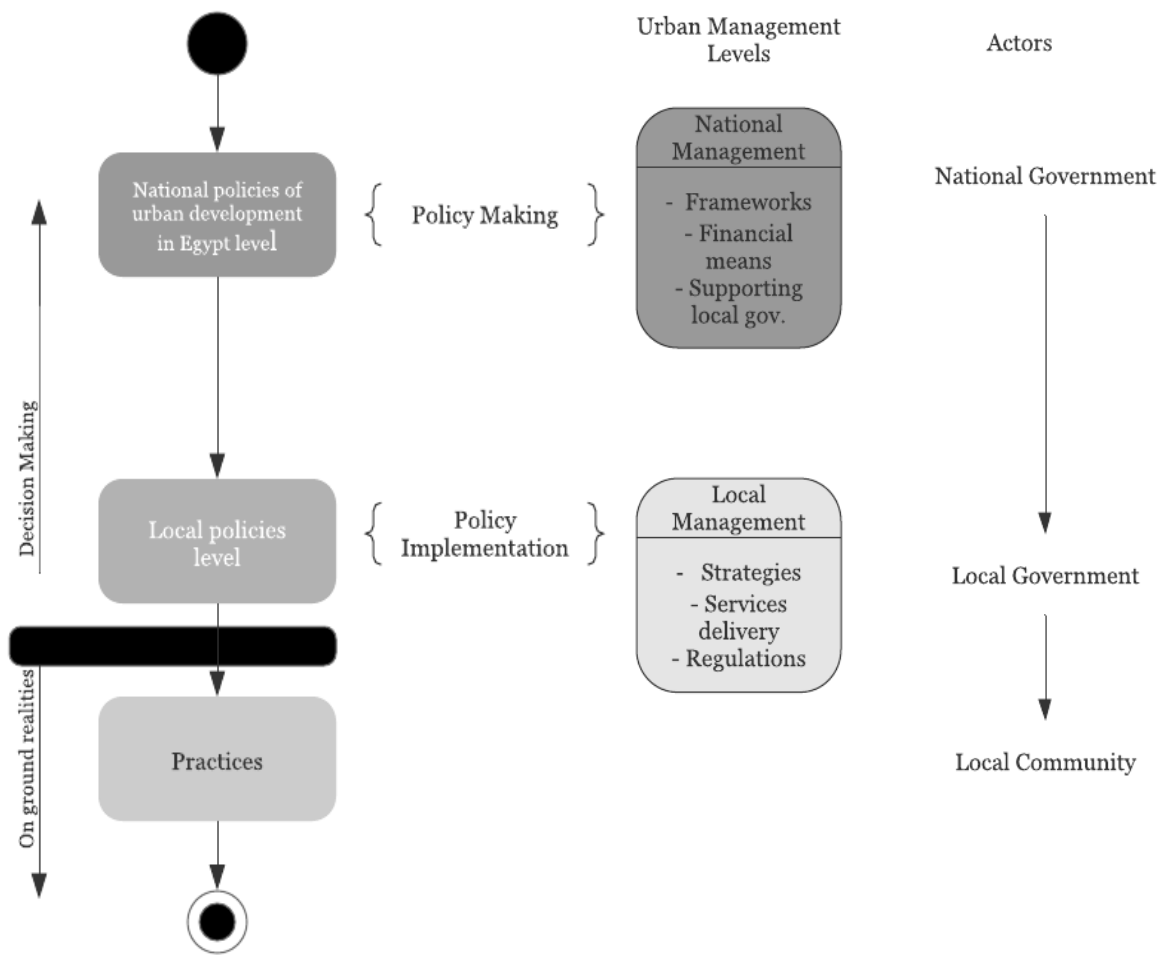 Urban Management
Levels
Actors
National policies of
urban development
in Egypt level
Policy Making
National
Management
- Frameworks
- Financial
means
- Supporting
local gov.
National Government
Decision Making
Local policies
level
Policy
Implementation
Local
Management
- Strategies
- Services
delivery
- Regulations
Local Government
On ground realities
Practices
Local Community